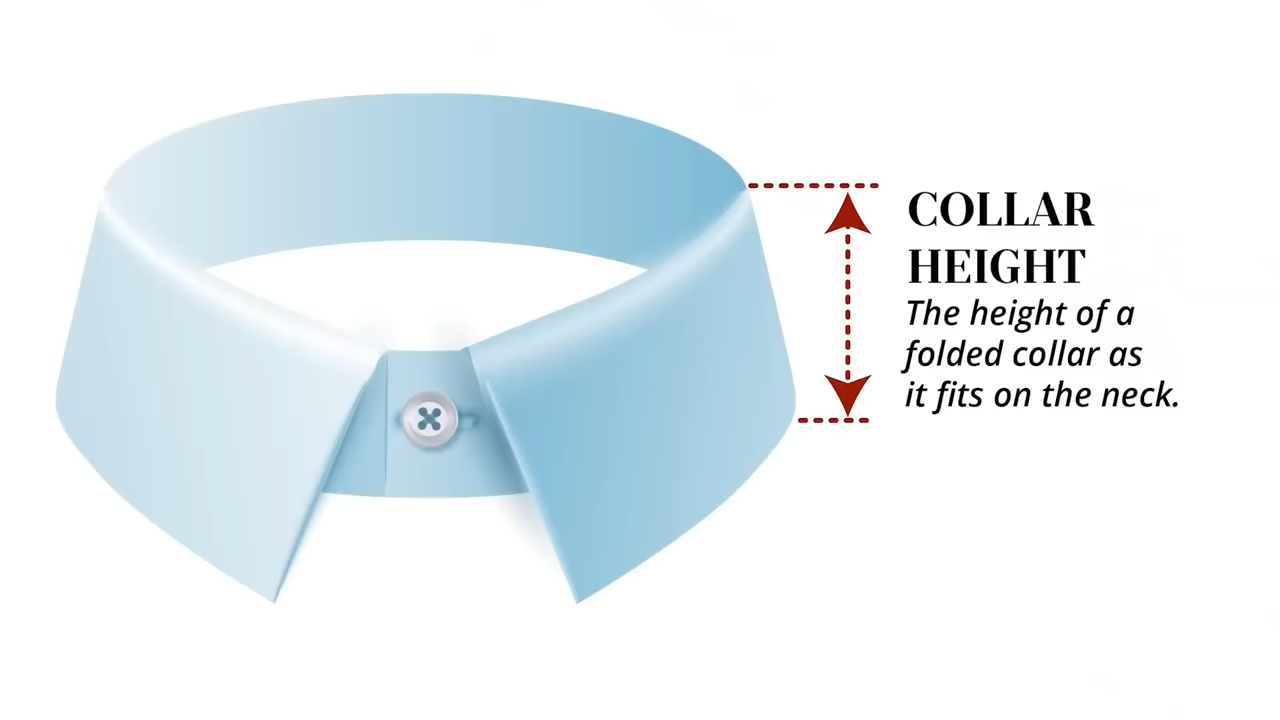 COLLAR
HEIGHT
The height of a
folded collar as
it fits on the neck.